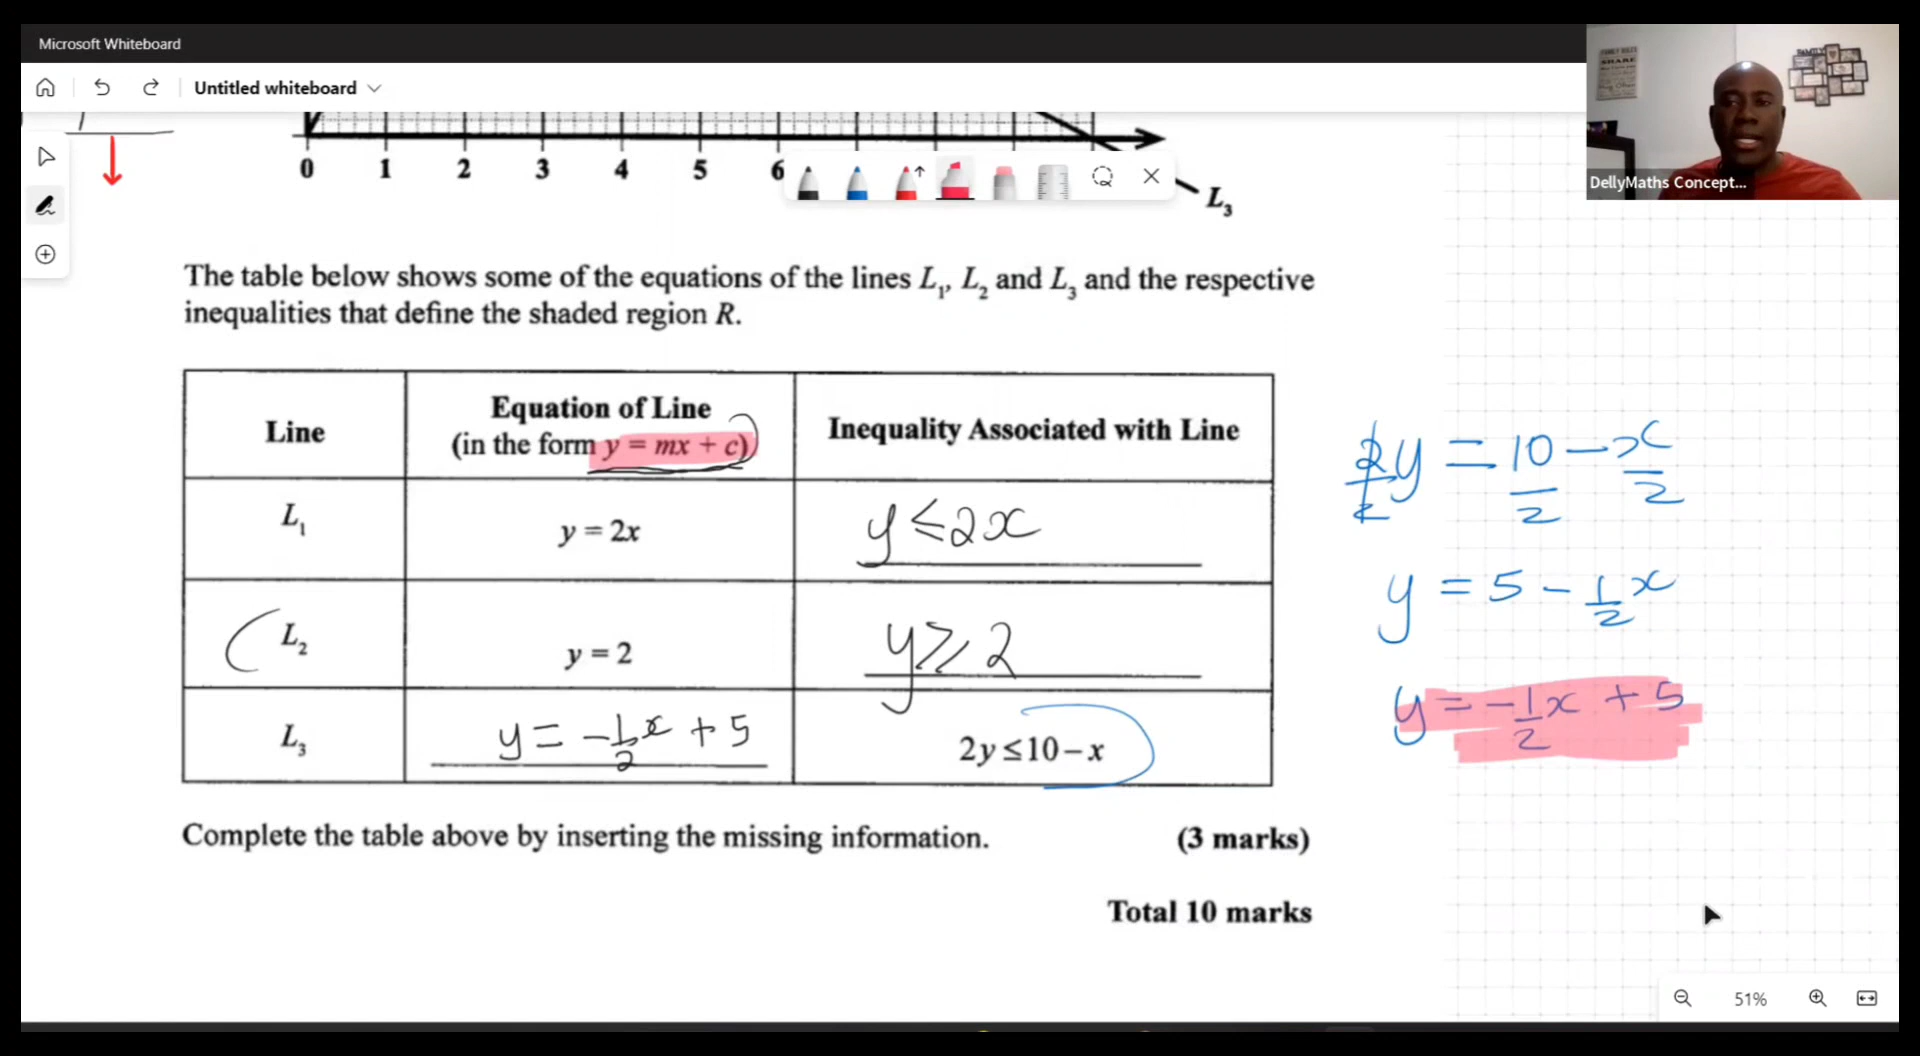 Microsoft Whiteboard
Untitled whiteboard
0 1 2 3 4 5 6
L₃
DellyMaths Concept...
The table below shows some of the equations of the lines L₁, L₂ and L₃ and the respective
inequalities that define the shaded region R.
Line
Equation of Line
(in the form y = mx + c)
Inequality Associated with Line
L₁
y = 2x
y ≤ 2x
L₂
y = 2
y ⩾ 2
L₃
y = -1/2 x + 5
2y ≤ 10 – x
2/2 y = 10/2 - x/2
y = 5 - 1/2 x
y = -1/2 x + 5
Complete the table above by inserting the missing information. (3 marks)
Total 10 marks
51%